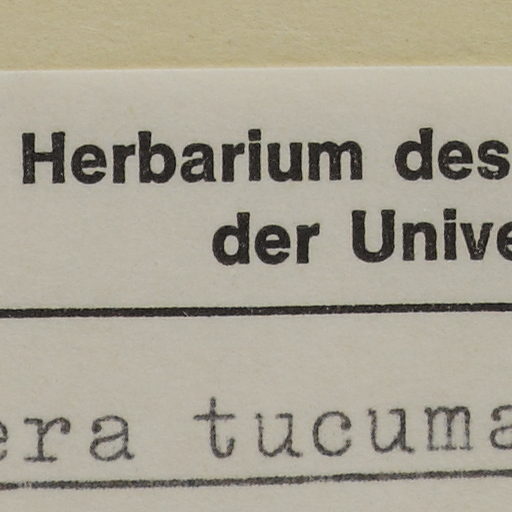 Herbarium des
der Unive
era tucuma